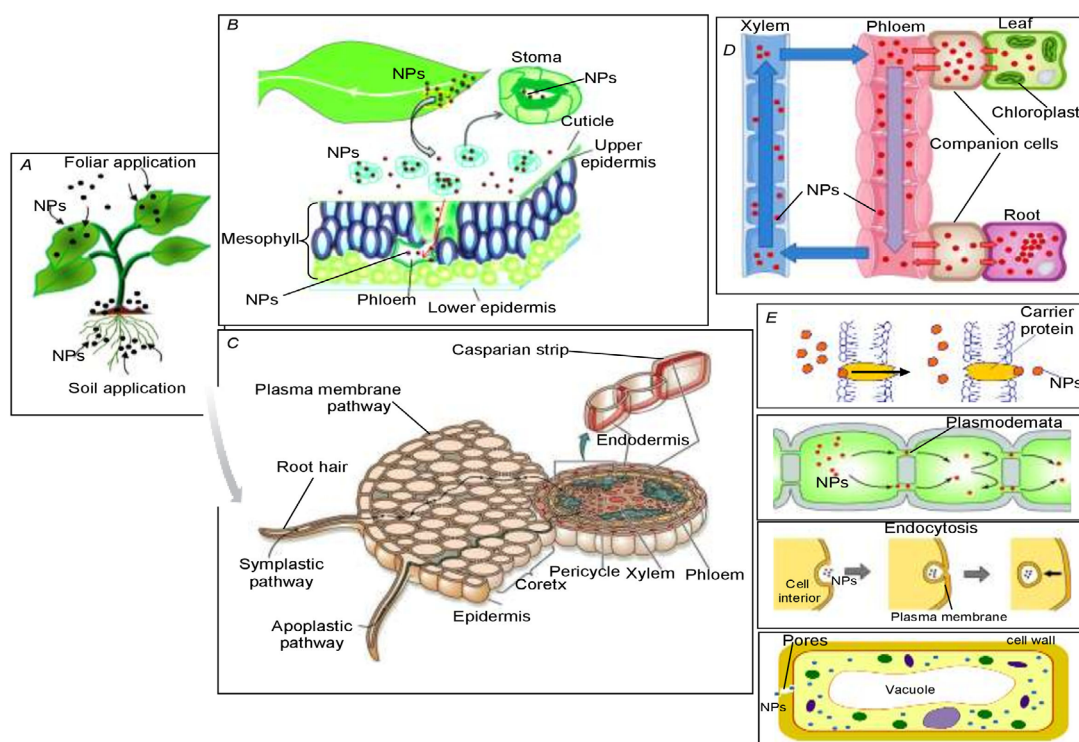 A
Foliar application
NPs
NPs
Soil application
B
NPs
Stoma
NPs
Cuticle
Upper
epidermis
NPs
Mesophyll
NPs
Phloem
Lower epidermis
C
Casparian strip
Plasma membrane
pathway
Endodermis
Root hair
Symplastic
pathway
Pericycle
Xylem
Phloem
Coretx
Epidermis
Apoplastic
pathway
D
Xylem
Phloem
Leaf
Chloroplast
Companion cells
NPs
Root
E
Carrier
protein
NPs
Plasmodemata
NPs
Endocytosis
Cell
interior
NPs
Plasma membrane
Pores
cell wall
NPs
Vacuole